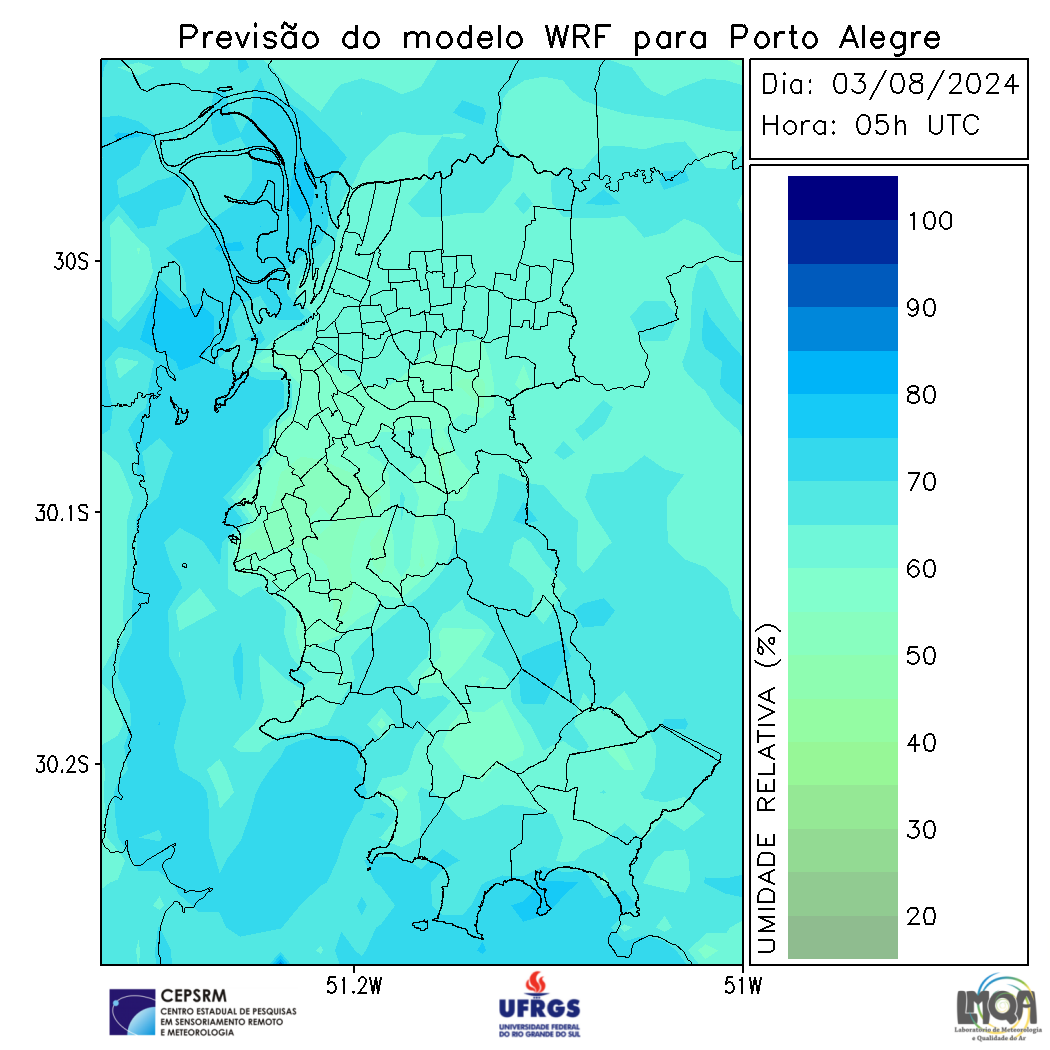 Previsão do modelo WRF para Porto Alegre
Dia: 03/08/2024
Hora: 05h UTC
30S
30.1S
30.2S
51.2W
51W
100
90
80
70
60
50
40
30
20
UMIDADE RELATIVA (%)
CEPSRM
CENTRO ESTADUAL DE PESQUISAS
EM SENSORIAMENTO REMOTO
E METEOROLOGIA
UFRGS
UNIVERSIDADE FEDERAL
DO RIO GRANDE DO SUL
LMQA
Laboratório de Meteorologia
e Qualidade do Ar